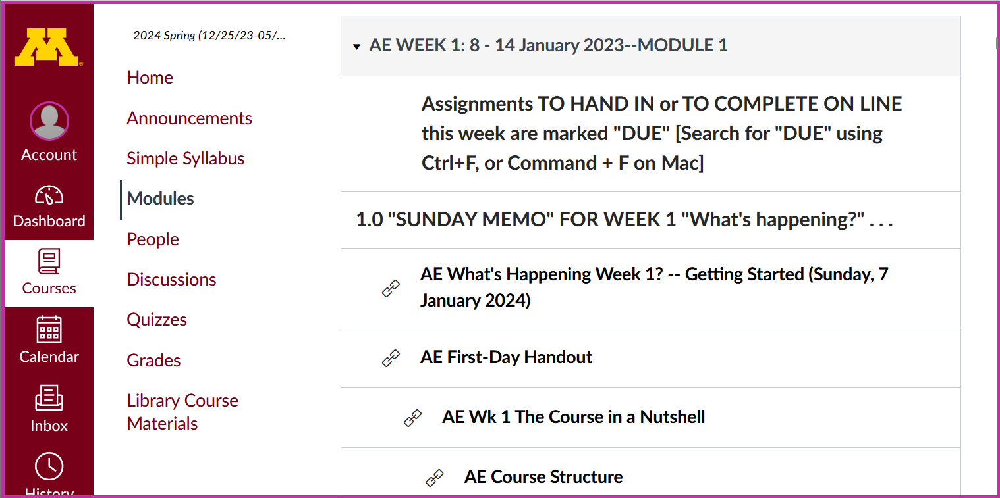 2024 Spring (12/25/23-05/...
Home
Announcements
Simple Syllabus
Modules
People
Discussions
Quizzes
Grades
Library Course
Materials
Account
Dashboard
Courses
Calendar
Inbox
History
AE WEEK 1: 8 - 14 January 2023--MODULE 1
Assignments TO HAND IN or TO COMPLETE ON LINE
this week are marked "DUE" [Search for "DUE" using
Ctrl+F, or Command + F on Mac]
1.0 "SUNDAY MEMO" FOR WEEK 1 "What's happening?" . . .
AE What's Happening Week 1? -- Getting Started (Sunday, 7
January 2024)
AE First-Day Handout
AE Wk 1 The Course in a Nutshell
AE Course Structure